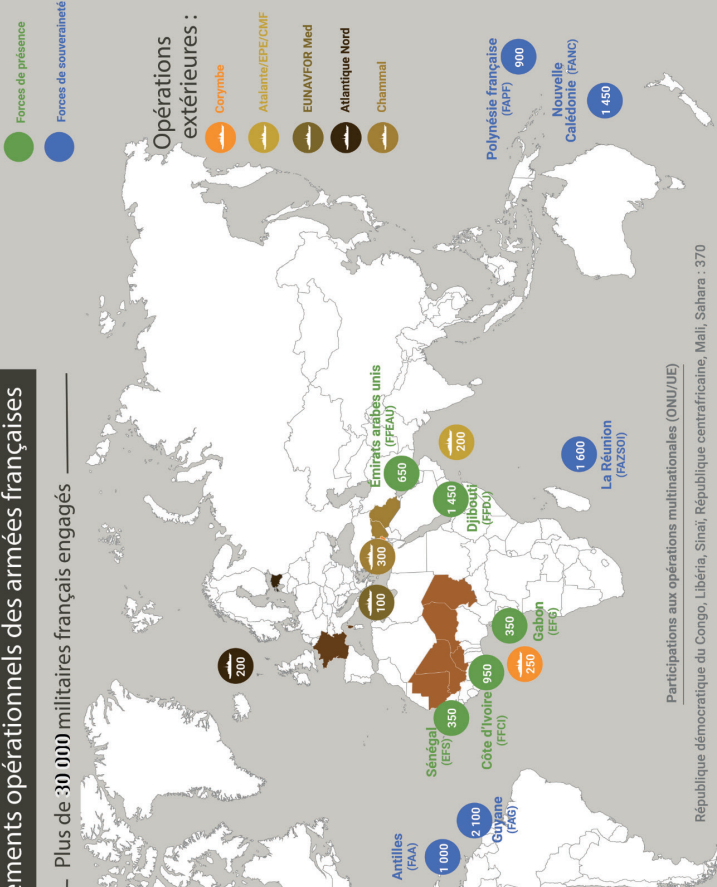 ements opérationnels des armées françaises
Plus de 30 000 militaires français engagés
Forces de présence
Forces de souveraineté
Opérations
extérieures :
Corymbe
Atalante/EPE/CMF
EUNAVFOR Med
Atlantique Nord
Chammal
200
100
300
Emirats arabes unis
(FFEAU)
650
200
1 450
Djibouti
(FFDJ)
Sénégal
(EFS)
350
Côte d'Ivoire
(FFCI)
950
250
350
Gabon
(EFG)
Antilles
(FAA)
1 000
2 100
Guyane
(FAG)
1 600
La Réunion
(FAZSOI)
Polynésie française
(FAPF)
900
Nouvelle
Calédonie (FANC)
1 450
Participations aux opérations multinationales (ONU/UE)
République démocratique du Congo, Libéria, Sinaï, République centrafricaine, Mali, Sahara : 370